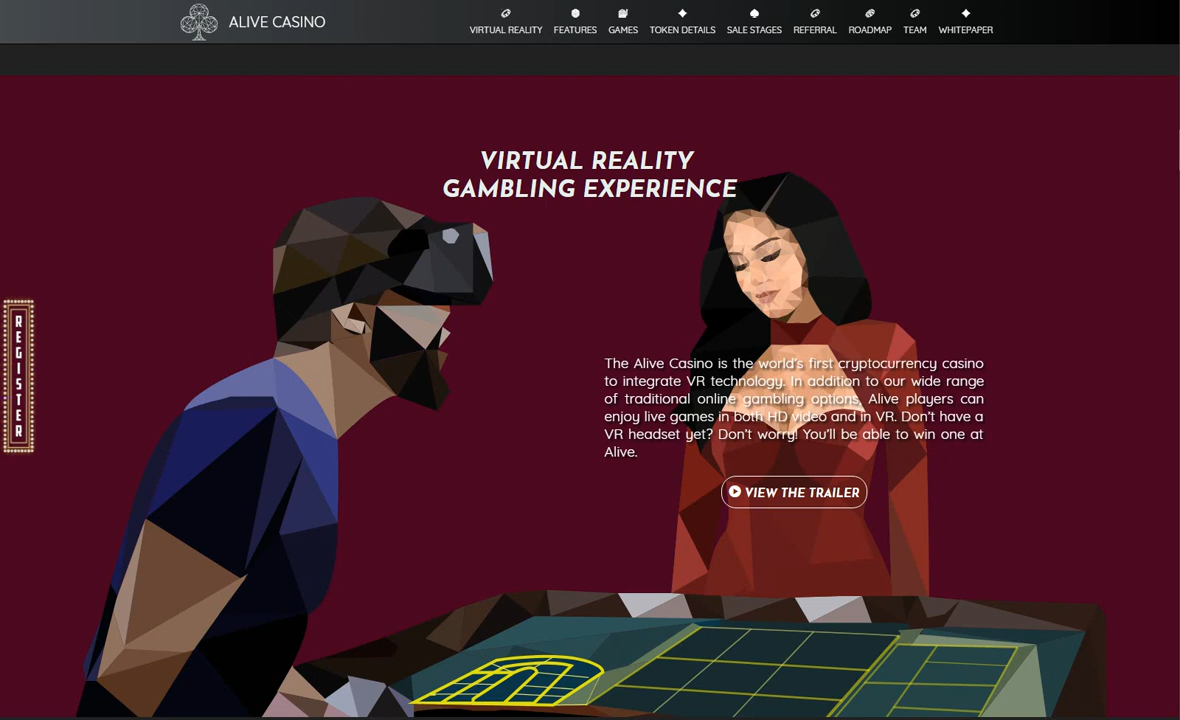 ALIVE CASINO
VIRTUAL REALITY FEATURES GAMES TOKEN DETAILS SALE STAGES REFERRAL ROADMAP TEAM WHITEPAPER
VIRTUAL REALITY
GAMBLING EXPERIENCE
REGISTER
The Alive Casino is the world's first cryptocurrency casino
to integrate VR technology. In addition to our wide range
of traditional online gambling options, Alive players can
enjoy live games in both HD video and in VR. Don't have a
VR headset yet? Don't worry! You'll be able to win one at
Alive.
VIEW THE TRAILER